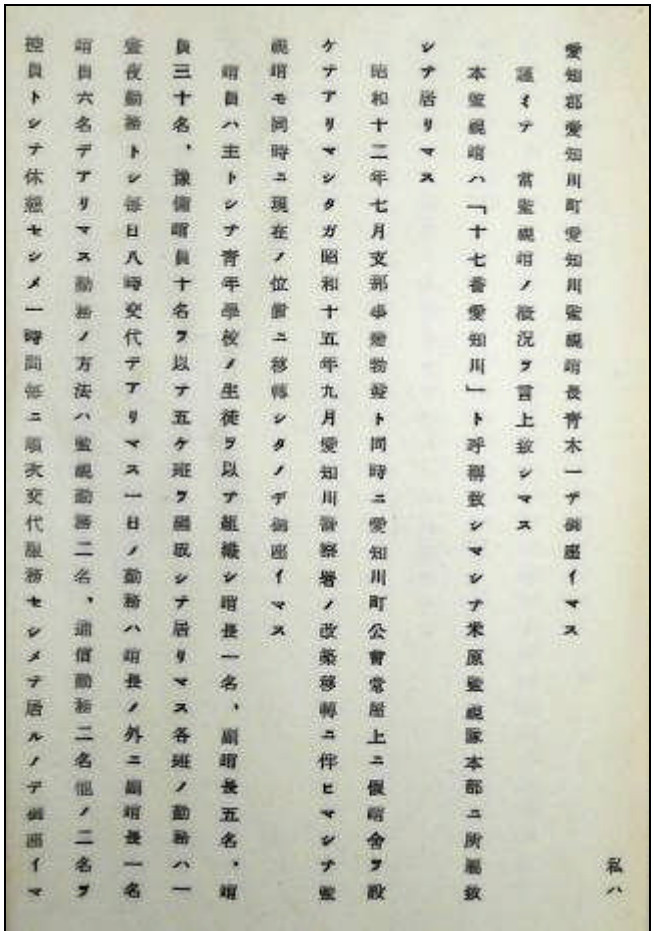 私ハ
愛知郡愛知川町愛知川監視哨長青木一デ御座イマス
謹ミテ　當監視哨ノ概況ヲ言上致シマス
本監視哨ハ「十七番愛知川」ト呼稱致シマシテ米原監視隊本部ニ所屬致
シテ居リマス
昭和十二年七月支那事變勃發ト同時ニ愛知川町公會堂屋上ニ假哨舍ヲ設
ケテアリマシタガ昭和十五年九月愛知川警察署ノ改築移轉ニ伴ヒマシテ監
視哨モ同時ニ現在ノ位置ニ移轉シタノデ御座イマス
哨員ハ主トシテ青年學校ノ生徒ヲ以テ組織シ哨長一名、副哨長五名、哨
員三十名、豫備哨員十名ヲ以テ五ケ班ヲ編成シテ居リマス各班ノ勤務ハ一
晝夜勤務トシ毎日八時交代デアリマス一日ノ勤務ハ哨長ノ外ニ副哨長一名
哨員六名デアリマス勤務ノ方法ハ監視勤務二名、通信勤務二名他ノ二名ヲ
控員トシテ休憩セシメ一時間毎ニ順次交代服務セシメテ居ルノデ御座イマ